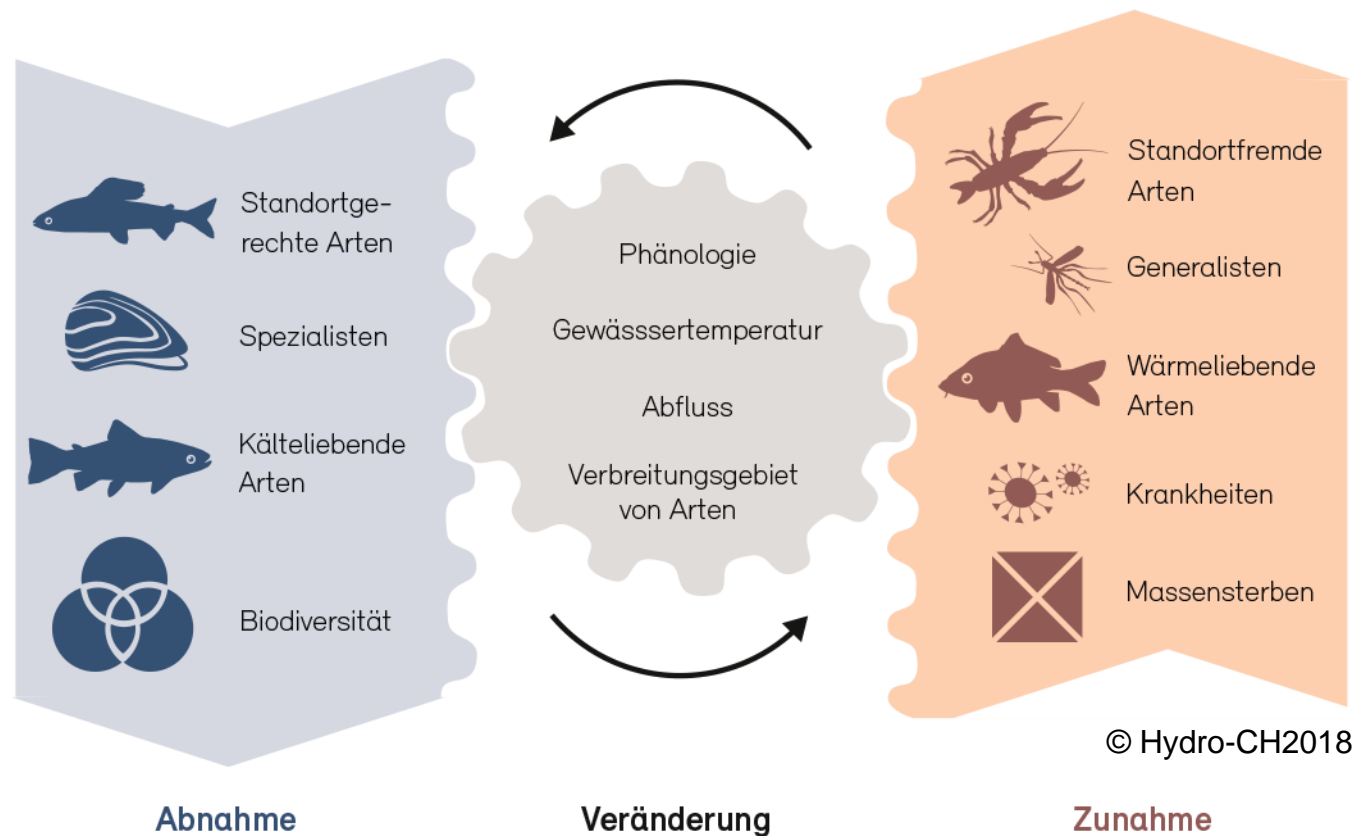 Standortge-
rechte Arten
Spezialisten
Kälteliebende
Arten
Biodiversität
Phänologie
Gewässsertemperatur
Abfluss
Verbreitungsgebiet
von Arten
Standortfremde
Arten
Generalisten
Wärmeliebende
Arten
Krankheiten
Massensterben
© Hydro-CH2018
Abnahme
Veränderung
Zunahme